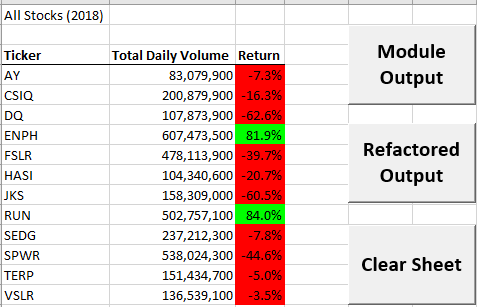 All Stocks (2018)
Ticker Total Daily Volume Return
AY 83,079,900 -7.3%
CSIQ 200,879,900 -16.3%
DQ 107,873,900 -62.6%
ENPH 607,473,500 81.9%
FSLR 478,113,900 -39.7%
HASI 104,340,600 -20.7%
JKS 158,309,000 -60.5%
RUN 502,757,100 84.0%
SEDG 237,212,300 -7.8%
SPWR 538,024,300 -44.6%
TERP 151,434,700 -5.0%
VSLR 136,539,100 -3.5%
Module
Output
Refactored
Output
Clear Sheet